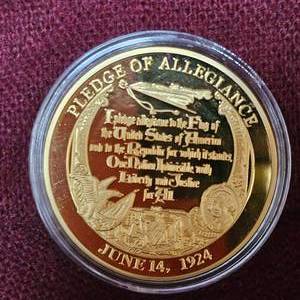 PLEDGE OF ALLEGIANCE
I pledge allegiance to the Flag of
the United States of America
and to the Republic for which it stands,
One Nation Indivisible with
Liberty and Justice
for All.
JUNE 14, 1924